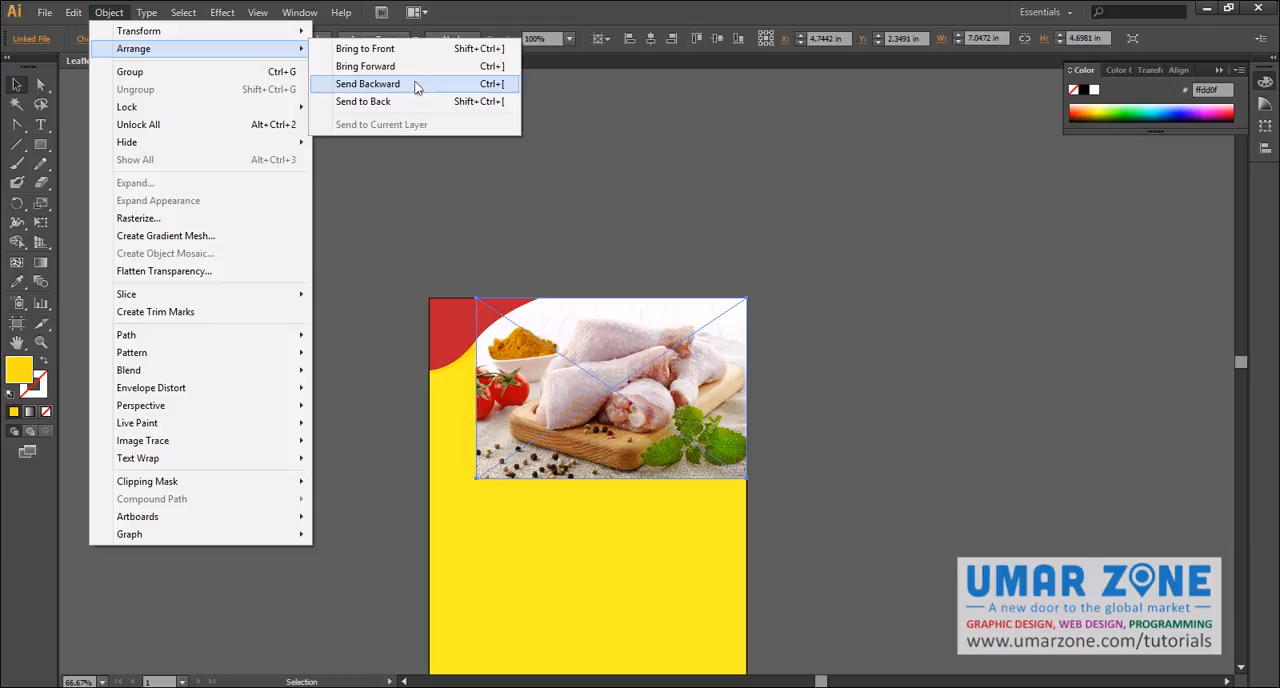 Ai File Edit Object Type Select Effect View Window Help Br Essentials
Linked File 100% X: 4.7442 in Y: 2.3491 in W: 7.0472 in H: 4.6981 in
Transform
Arrange
Group Ctrl+G
Ungroup Shift+Ctrl+G
Lock
Unlock All Alt+Ctrl+2
Hide
Show All Alt+Ctrl+3
Expand...
Expand Appearance
Rasterize...
Create Gradient Mesh...
Create Object Mosaic...
Flatten Transparency...
Slice
Create Trim Marks
Path
Pattern
Blend
Envelope Distort
Perspective
Live Paint
Image Trace
Text Wrap
Clipping Mask
Compound Path
Artboards
Graph
Bring to Front Shift+Ctrl+]
Bring Forward Ctrl+]
Send Backward Ctrl+[
Send to Back Shift+Ctrl+[
Send to Current Layer
Color Color G Transfo Align
# ffdd0f
UMAR ZONE
A new door to the global market
GRAPHIC DESIGN, WEB DESIGN, PROGRAMMING
www.umarzone.com/tutorials
66.67% 1 Selection